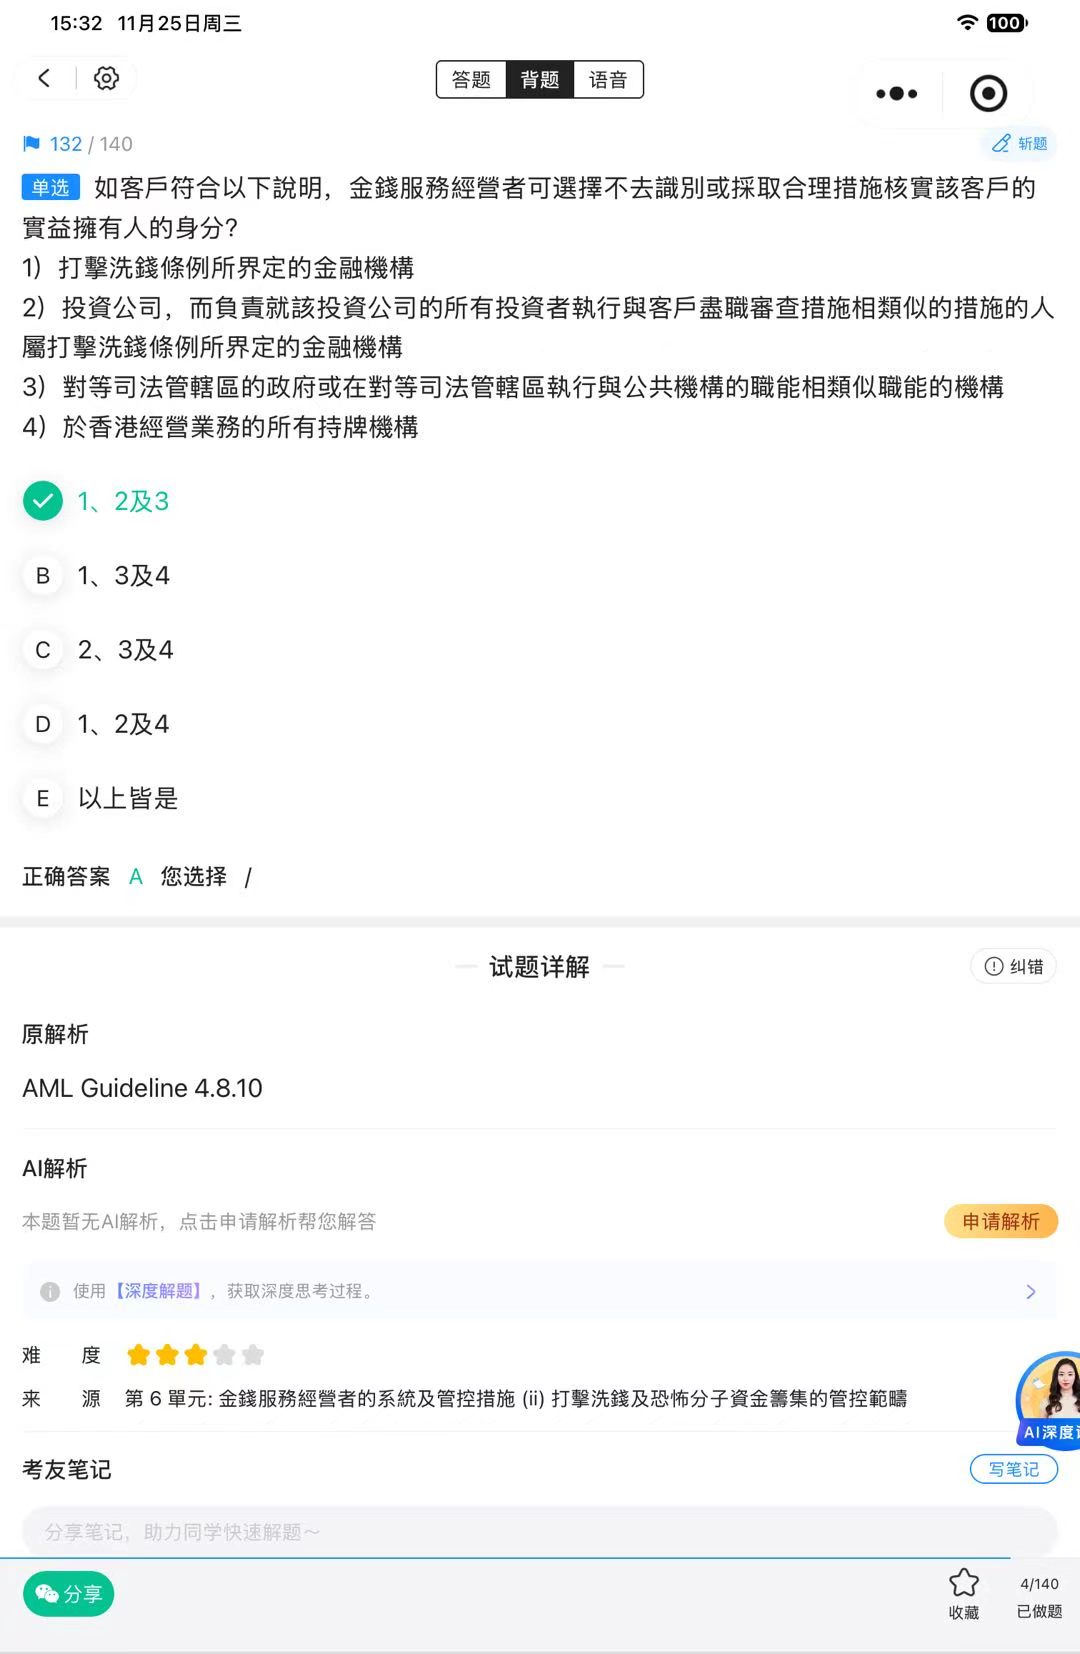 15:32 11月25日周三
100
答题 背题 语音
132 / 140
斩题
单选 如客戶符合以下說明，金錢服務經營者可選擇不去識別或採取合理措施核實該客戶的
實益擁有人的身分?
1）打擊洗錢條例所界定的金融機構
2）投資公司，而負責就該投資公司的所有投資者執行與客戶盡職審查措施相類似的措施的人
屬打擊洗錢條例所界定的金融機構
3）對等司法管轄區的政府或在對等司法管轄區執行與公共機構的職能相類似職能的機構
4）於香港經營業務的所有持牌機構
1、2及3
B 1、3及4
C 2、3及4
D 1、2及4
E 以上皆是
正确答案 A 您选择 /
试题详解
纠错
原解析
AML Guideline 4.8.10
AI解析
本题暂无AI解析，点击申请解析帮您解答
申请解析
使用【深度解题】，获取深度思考过程。
难 度
来 源 第 6 單元: 金錢服務經營者的系統及管控措施 (ii) 打擊洗錢及恐怖分子資金籌集的管控範疇
AI深度
考友笔记
写笔记
分享笔记，助力同学快速解题～
分享
收藏
4/140
已做题